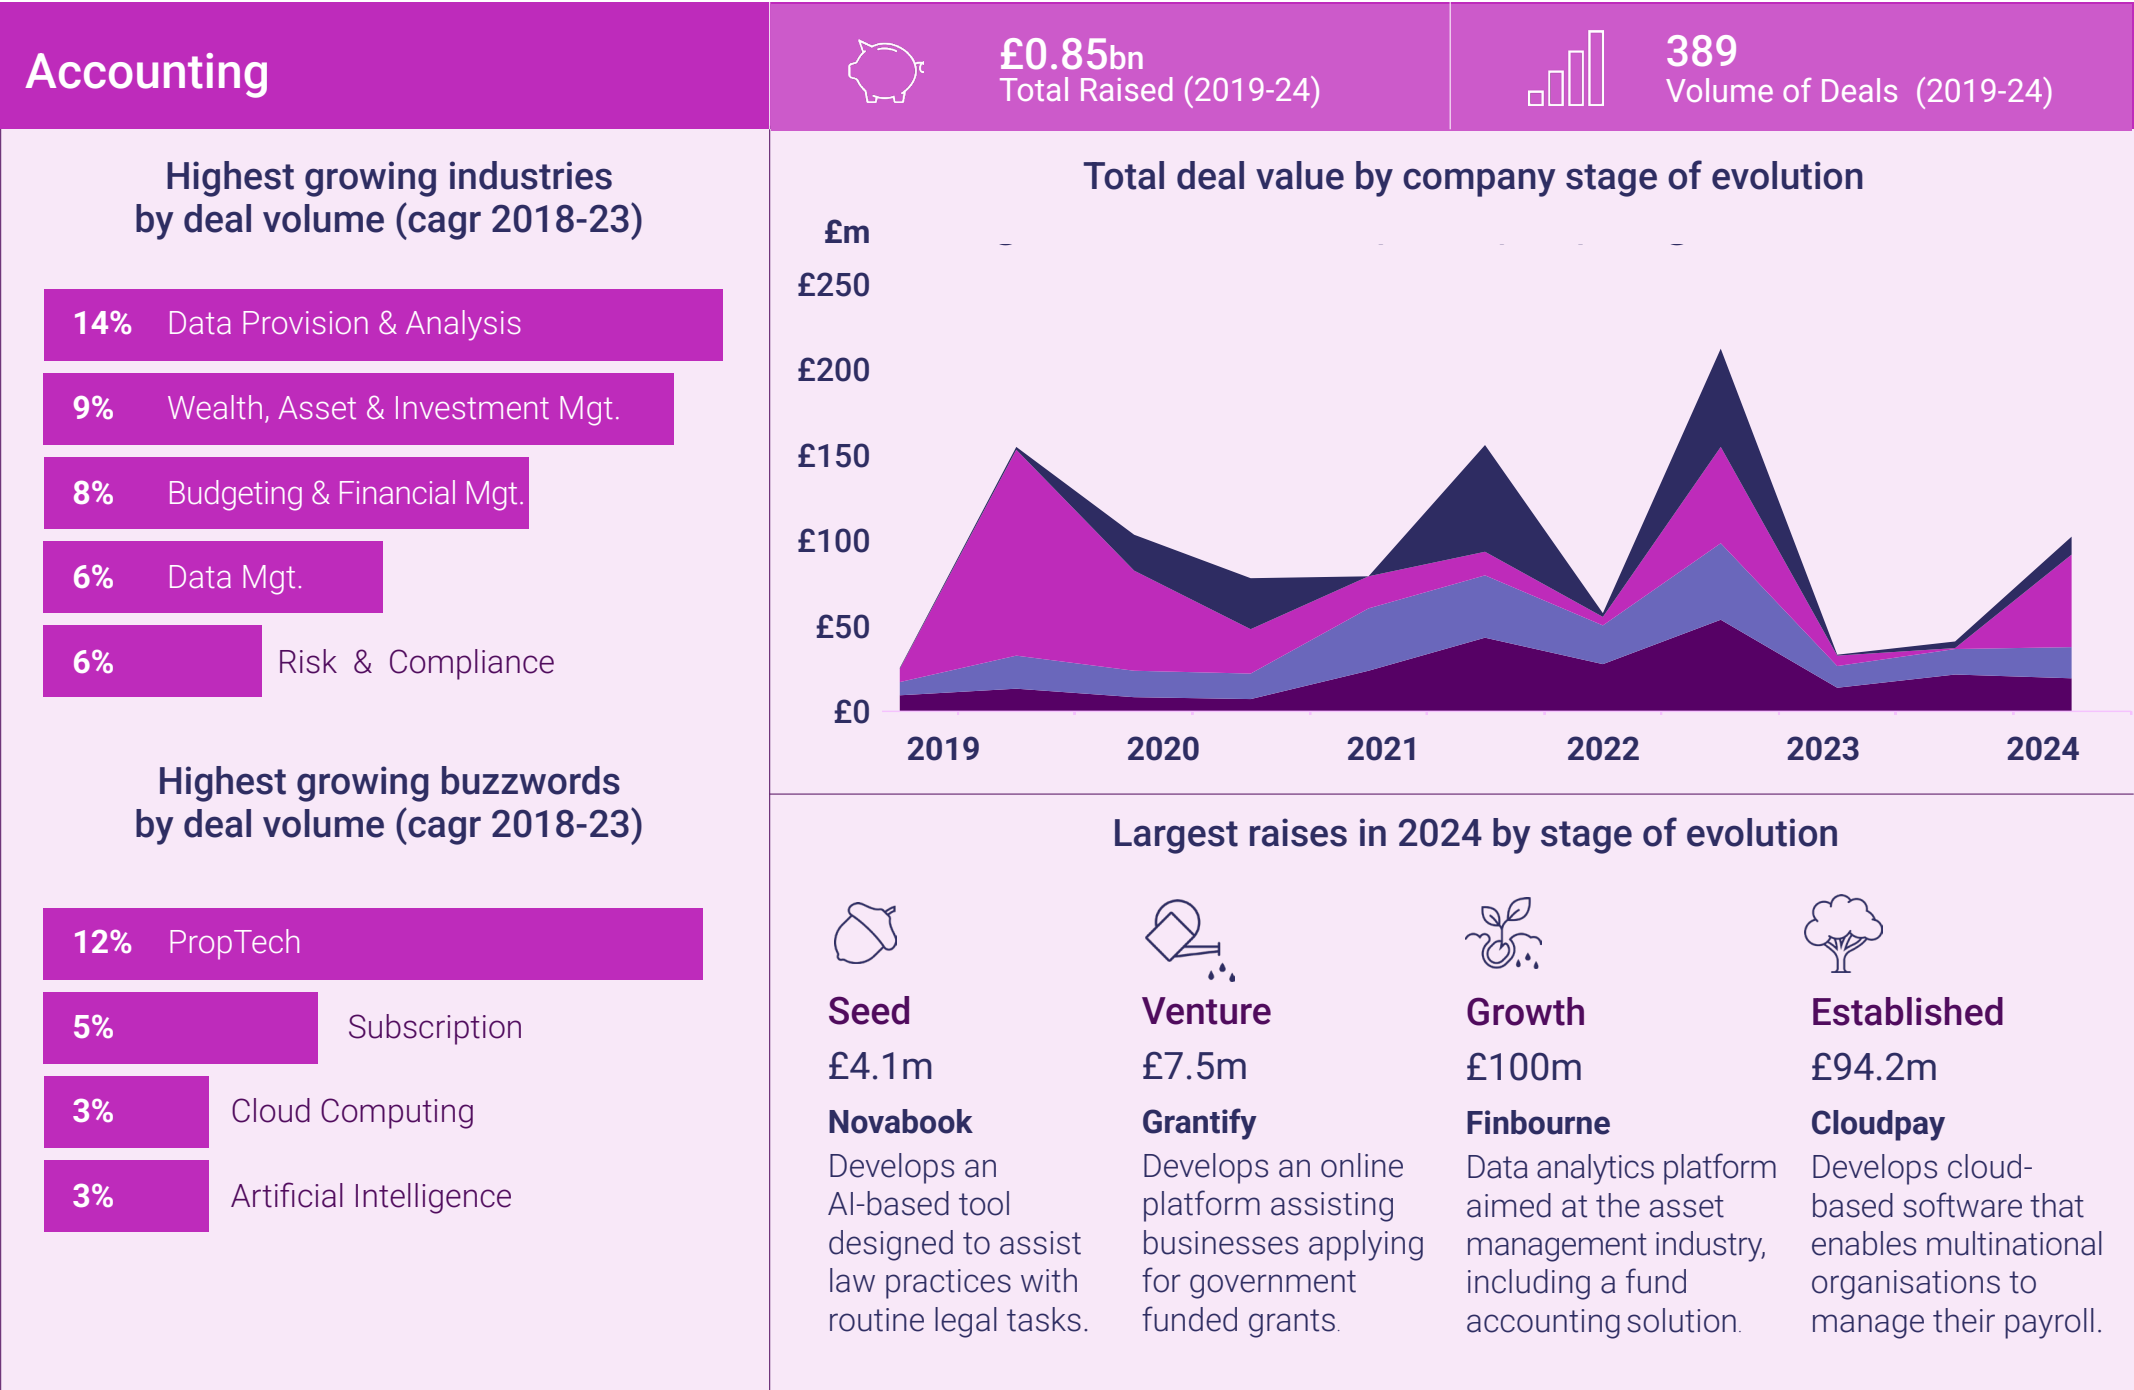 Accounting
£0.85bn
Total Raised (2019-24)
389
Volume of Deals (2019-24)
Highest growing industries
by deal volume (cagr 2018-23)
14% Data Provision & Analysis
9% Wealth, Asset & Investment Mgt.
8% Budgeting & Financial Mgt.
6% Data Mgt.
6% Risk & Compliance
Highest growing buzzwords
by deal volume (cagr 2018-23)
12% PropTech
5% Subscription
3% Cloud Computing
3% Artificial Intelligence
Total deal value by company stage of evolution
£m
£250
£200
£150
£100
£50
£0
2019 2020 2021 2022 2023 2024
Largest raises in 2024 by stage of evolution
Seed
£4.1m
Novabook
Develops an
AI-based tool
designed to assist
law practices with
routine legal tasks.
Venture
£7.5m
Grantify
Develops an online
platform assisting
businesses applying
for government
funded grants.
Growth
£100m
Finbourne
Data analytics platform
aimed at the asset
management industry,
including a fund
accounting solution.
Established
£94.2m
Cloudpay
Develops cloud-
based software that
enables multinational
organisations to
manage their payroll.